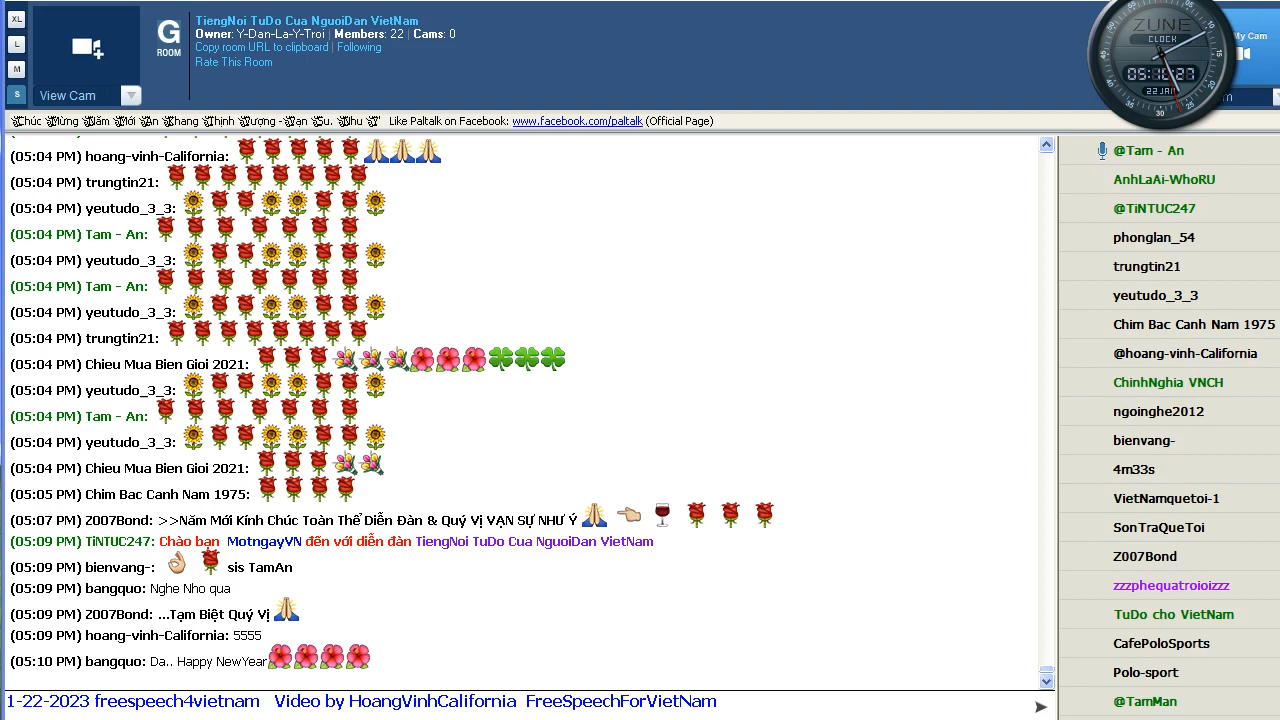 XL
L
M
S
View Cam
G
ROOM
TiengNoi TuDo Cua NguoiDan VietNam
Owner: Y-Dan-La-Y-Troi | Members: 22 | Cams: 0
Copy room URL to clipboard | Following
Rate This Room
ZUNE
CLOCK
05:10:27
22 JAN
My Cam
Like Paltalk on Facebook: www.facebook.com/paltalk (Official Page)
(05:04 PM) hoang-vinh-California:
(05:04 PM) trungtin21:
(05:04 PM) yeutudo_3_3:
(05:04 PM) Tam - An:
(05:04 PM) yeutudo_3_3:
(05:04 PM) Tam - An:
(05:04 PM) yeutudo_3_3:
(05:04 PM) trungtin21:
(05:04 PM) Chieu Mua Bien Gioi 2021:
(05:04 PM) yeutudo_3_3:
(05:04 PM) Tam - An:
(05:04 PM) yeutudo_3_3:
(05:04 PM) Chieu Mua Bien Gioi 2021:
(05:05 PM) Chim Bac Canh Nam 1975:
(05:07 PM) Z007Bond: >>Năm Mới Kính Chúc Toàn Thể Diễn Đàn & Quý Vị VẠN SỰ NHƯ Ý
(05:09 PM) TiNTUC247: Chào bạn MotngayVN đến với diễn đàn TiengNoi TuDo Cua NguoiDan VietNam
(05:09 PM) bienvang-: sis TamAn
(05:09 PM) bangquo: Nghe Nho qua
(05:09 PM) Z007Bond: ...Tạm Biệt Quý Vị
(05:09 PM) hoang-vinh-California: 5555
(05:10 PM) bangquo: Da.. Happy NewYear
@Tam - An
AnhLaAi-WhoRU
@TiNTUC247
phonglan_54
trungtin21
yeutudo_3_3
Chim Bac Canh Nam 1975
@hoang-vinh-California
ChinhNghia VNCH
ngoinghe2012
bienvang-
4m33s
VietNamquetoi-1
SonTraQueToi
Z007Bond
zzzphequatroioizzz
TuDo cho VietNam
CafePoloSports
Polo-sport
@TamMan
1-22-2023 freespeech4vietnam Video by HoangVinhCalifornia FreeSpeechForVietNam